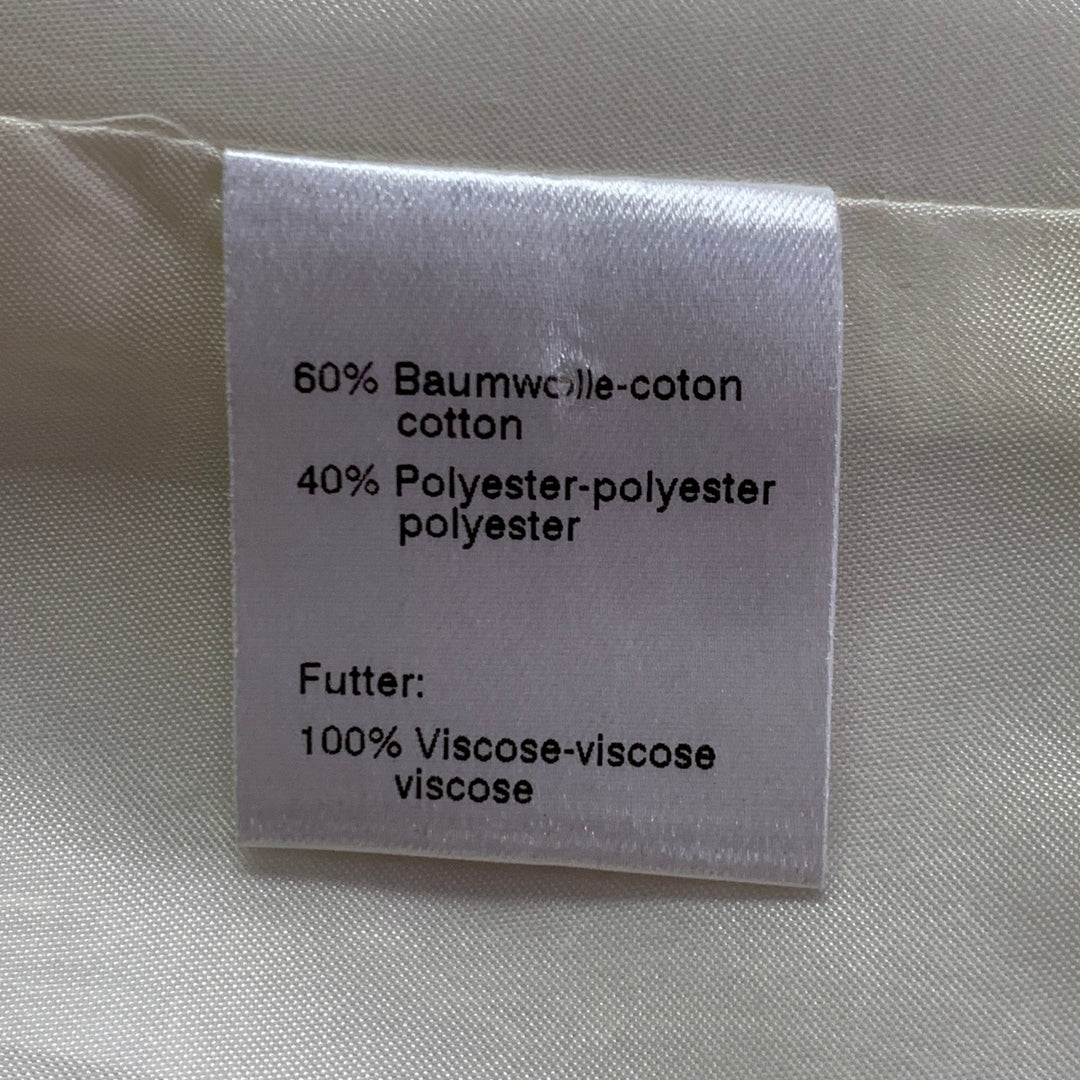 60% Baumwolle-coton
cotton
40% Polyester-polyester
polyester
Futter:
100% Viscose-viscose
viscose